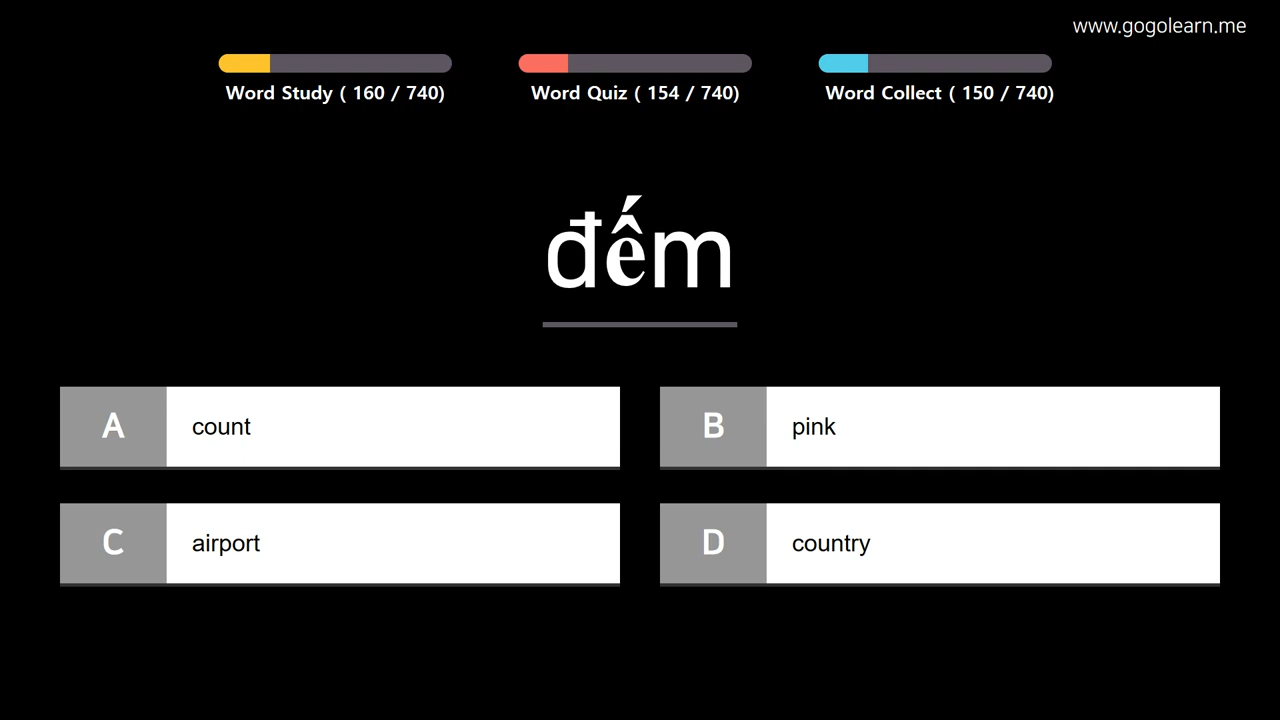 www.gogolearn.me
Word Study ( 160 / 740)
Word Quiz ( 154 / 740)
Word Collect ( 150 / 740)
đếm
A count
B pink
C airport
D country